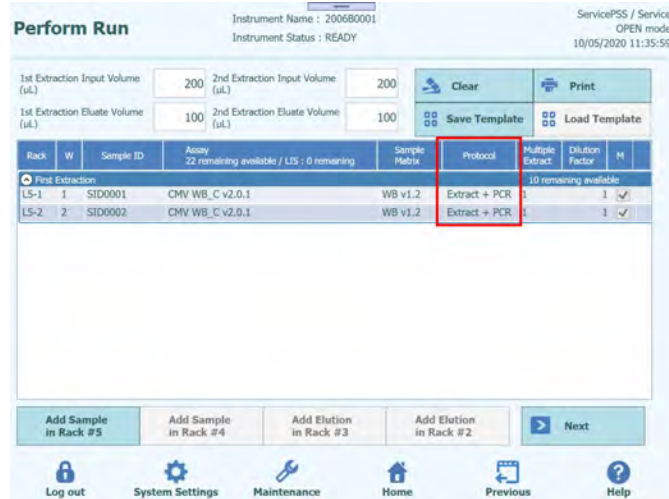 Perform Run
Instrument Name : 2006B0001
Instrument Status : READY
ServicePSS / Service
OPEN mode
10/05/2020 11:35:59
1st Extraction Input Volume (uL)
200
2nd Extraction Input Volume (uL)
200
1st Extraction Eluate Volume (uL)
100
2nd Extraction Eluate Volume (uL)
100
Clear
Print
Save Template
Load Template
Rack W Sample ID Assay 22 remaining available / LIS : 0 remaining Sample Matrix Protocol Multiple Extract Dilution Factor M
First Extraction 10 remaining available
L5-1 1 SID0001 CMV WB_C v2.0.1 WB v1.2 Extract + PCR 1 1
L5-2 2 SID0002 CMV WB_C v2.0.1 WB v1.2 Extract + PCR 1 1
Add Sample in Rack #5
Add Sample in Rack #4
Add Elution in Rack #3
Add Elution in Rack #2
Next
Log out
System Settings
Maintenance
Home
Previous
Help